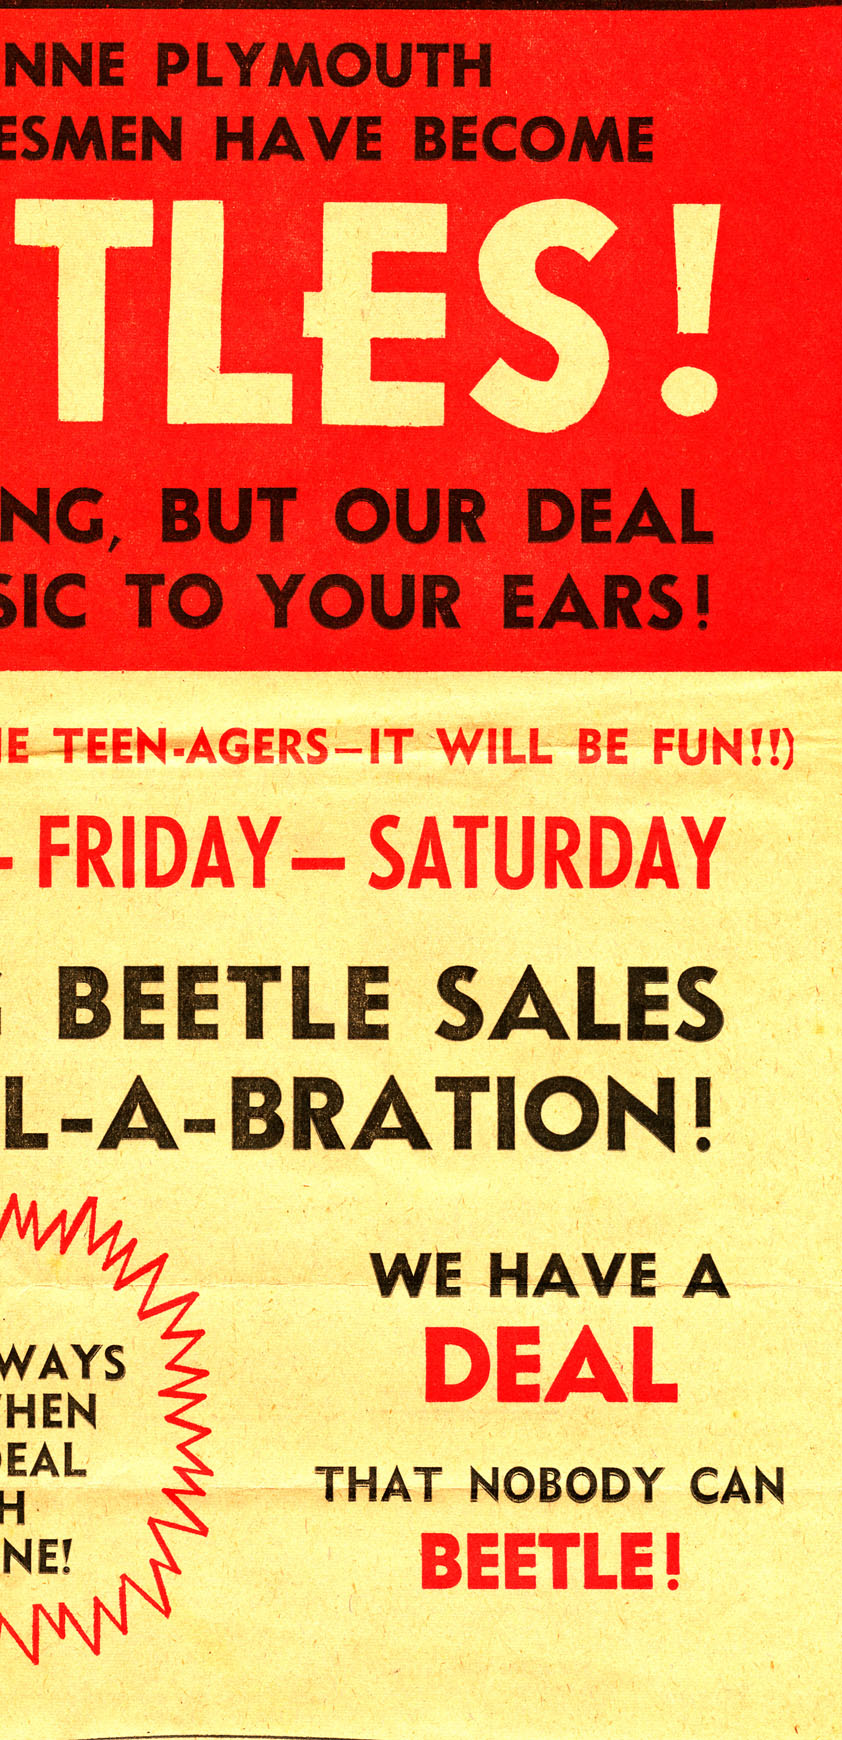 NNE PLYMOUTH
ESMEN HAVE BECOME
TLES!
NG, BUT OUR DEAL
SIC TO YOUR EARS!
E TEEN-AGERS—IT WILL BE FUN!!)
— FRIDAY — SATURDAY
BEETLE SALES
L-A-BRATION!
WAYS
HEN
DEAL
H
NE!
WE HAVE A
DEAL
THAT NOBODY CAN
BEETLE!